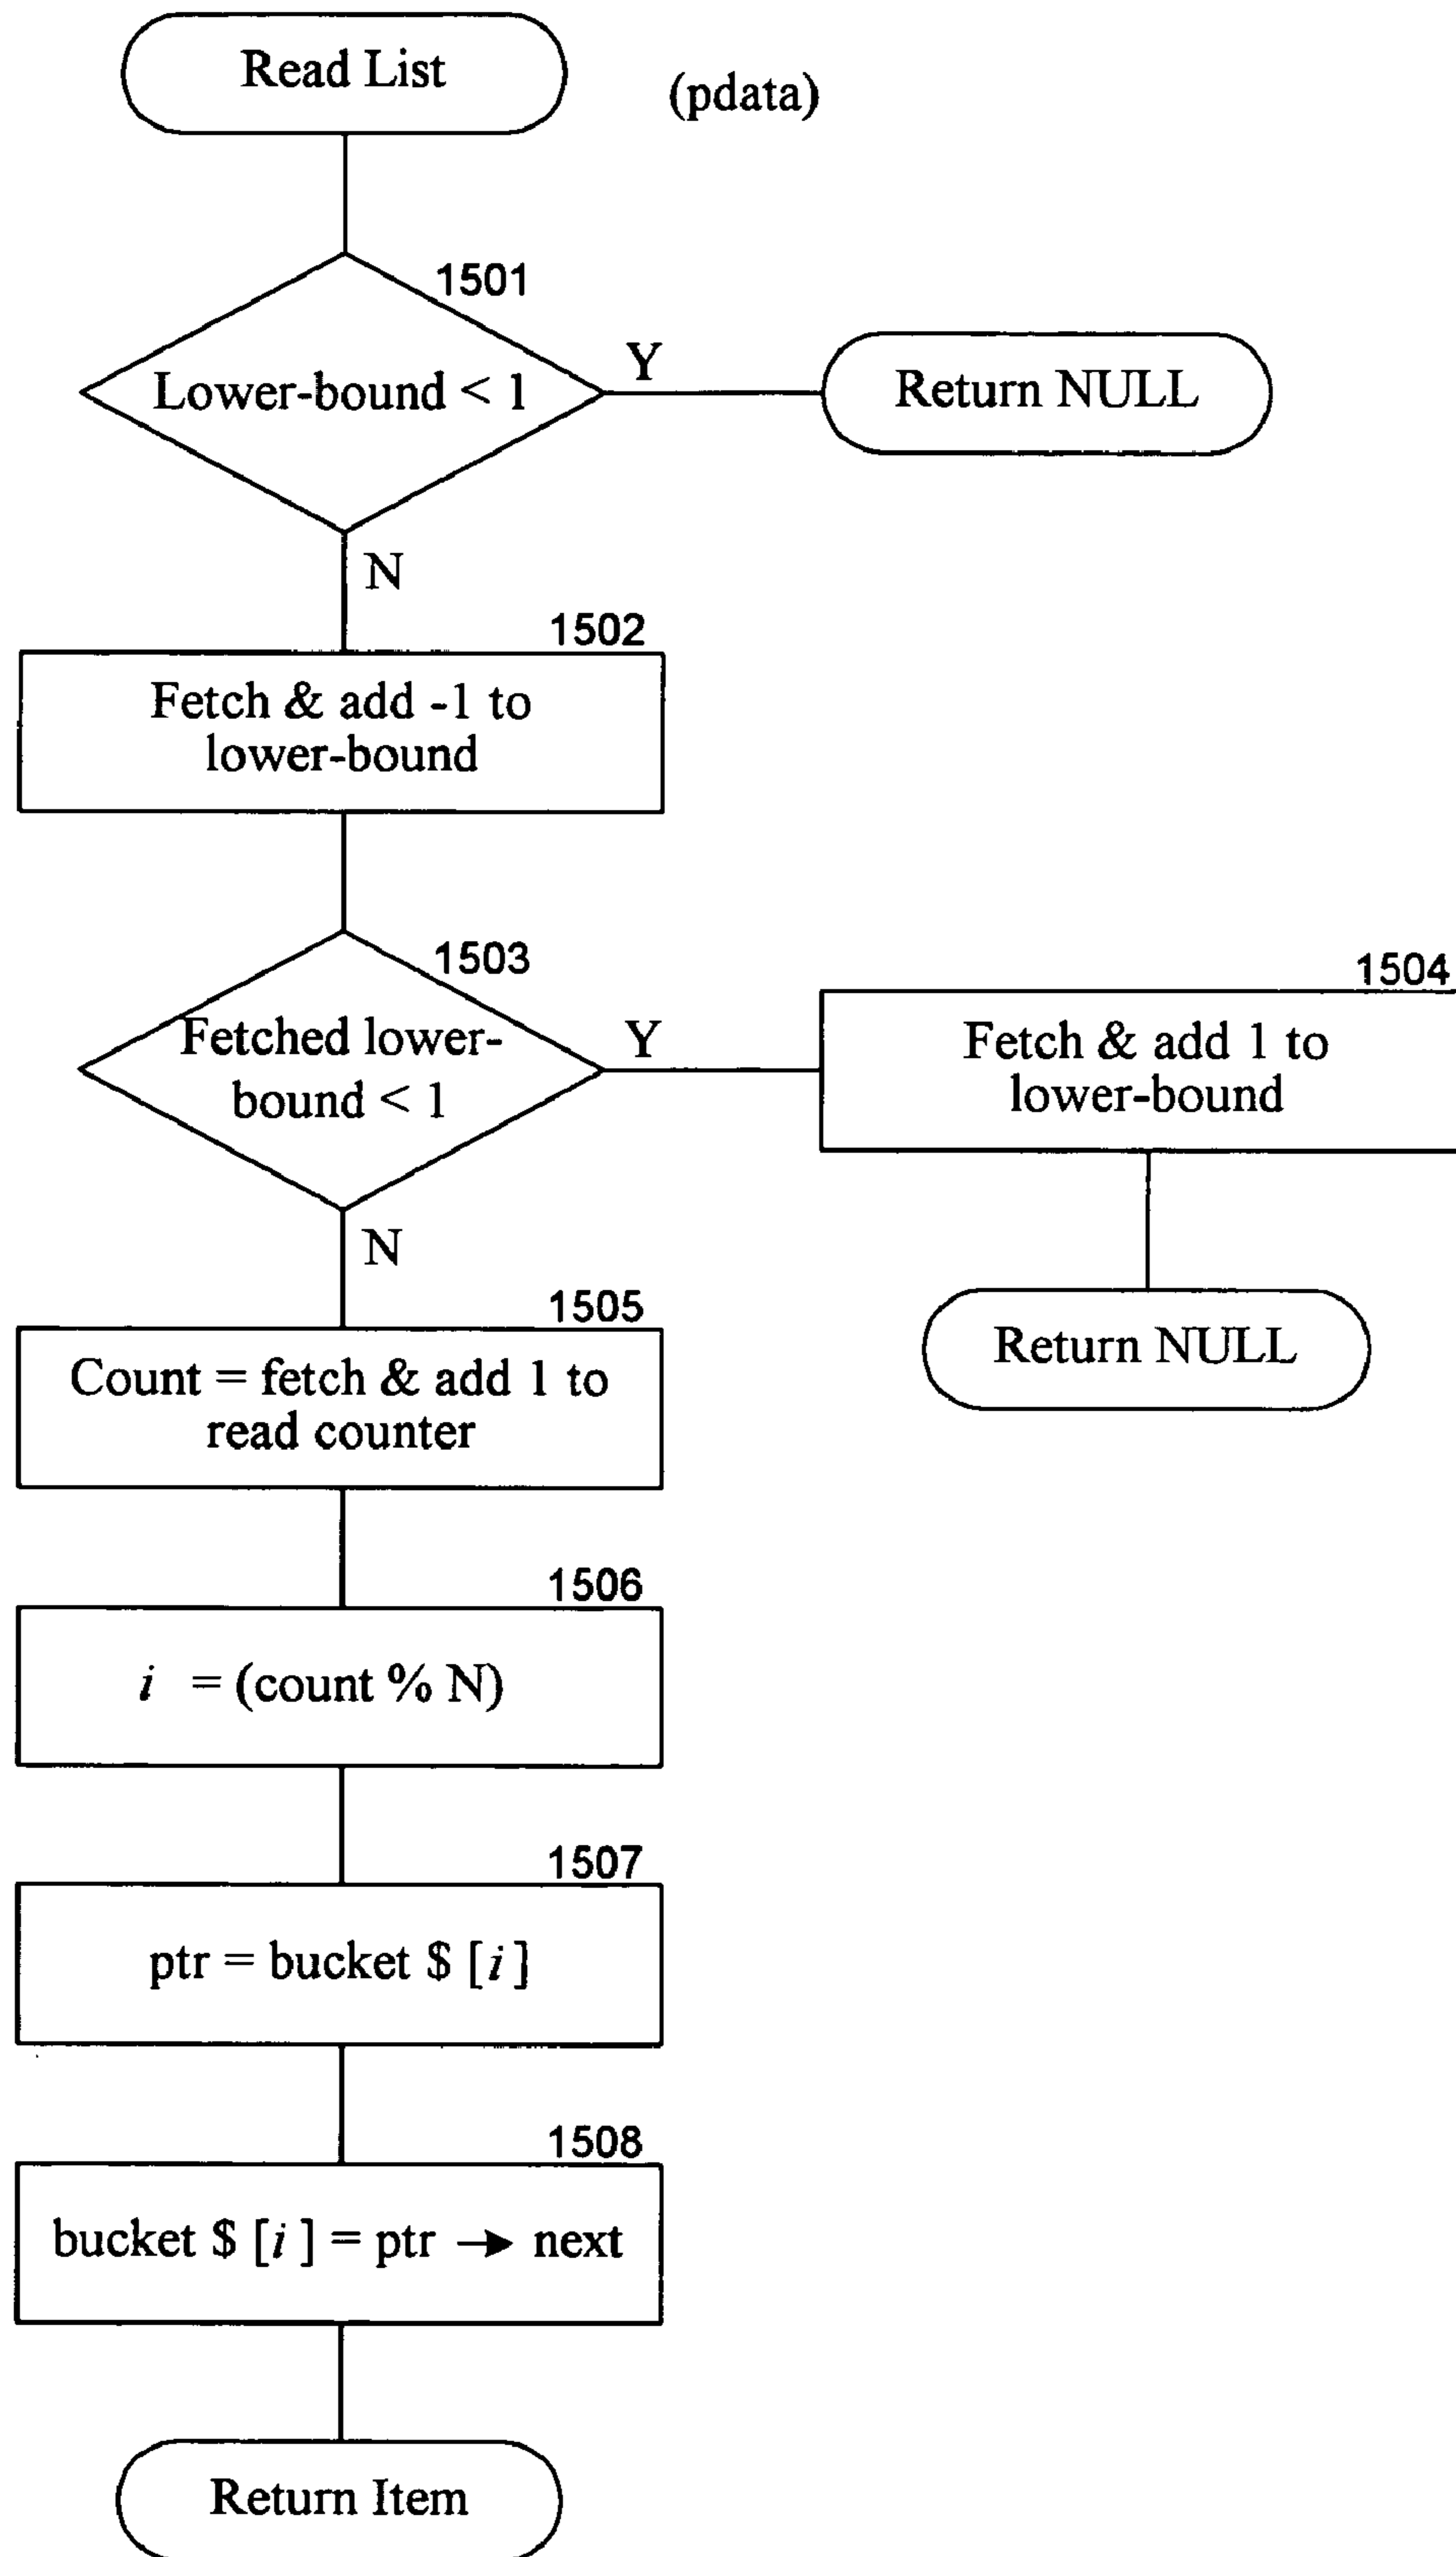 Read List
(pdata)
1501
Lower-bound < 1
Y
Return NULL
N
1502
Fetch & add -1 to
lower-bound
1503
Fetched lower-
bound < 1
Y
1504
Fetch & add 1 to
lower-bound
Return NULL
N
1505
Count = fetch & add 1 to
read counter
1506
i = (count % N)
1507
ptr = bucket $ [i]
1508
bucket $ [i] = ptr → next
Return Item